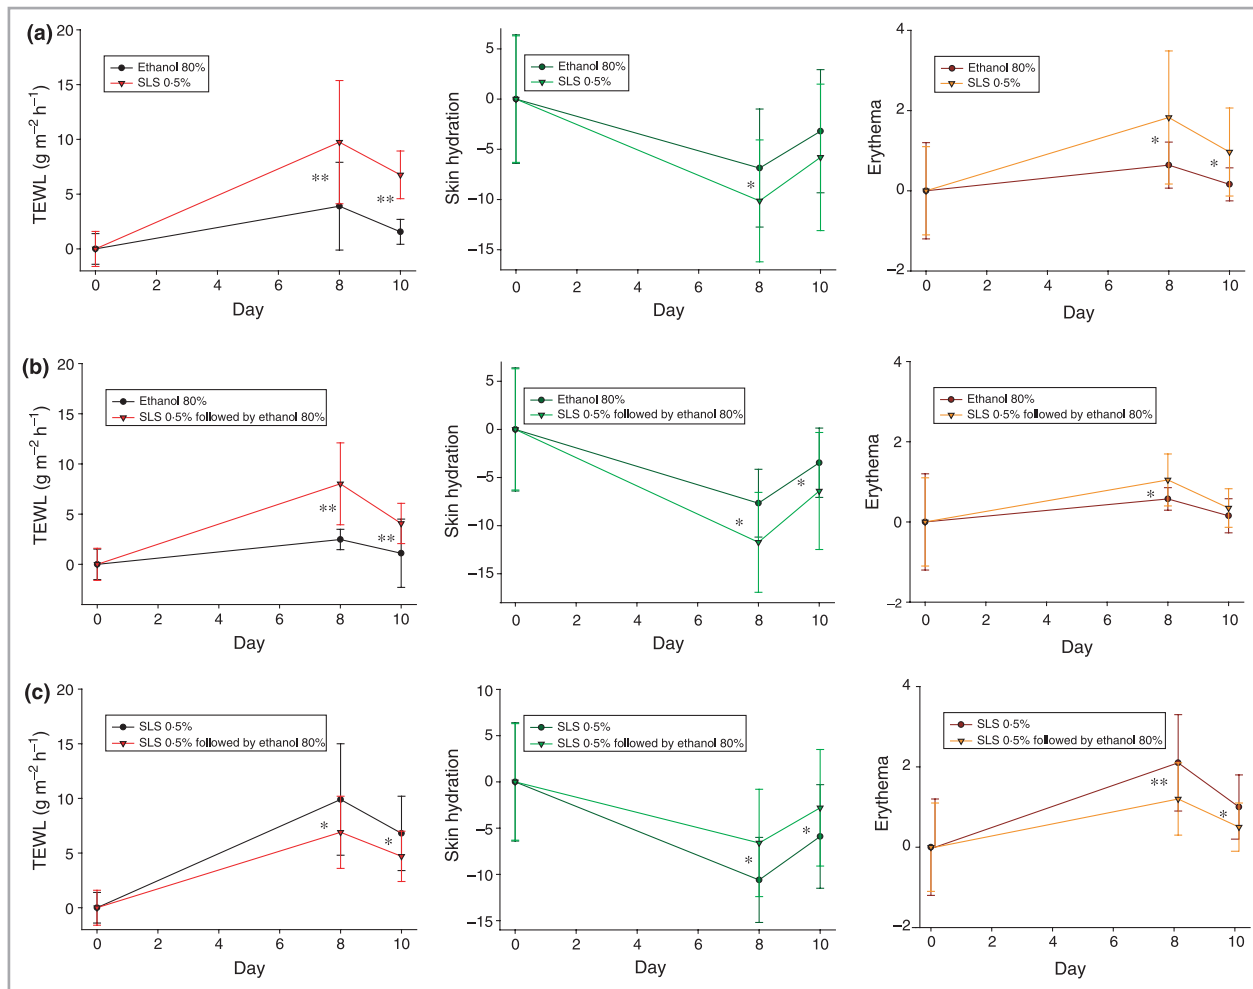 (a)
20
15
10
5
0
TEWL (g m⁻² h⁻¹)
Ethanol 80%
SLS 0·5%
**
**
0 2 4 6 8 10
Day
5
0
−5
−10
−15
Skin hydration
Ethanol 80%
SLS 0·5%
*
0 2 4 6 8 10
Day
4
2
0
−2
Erythema
Ethanol 80%
SLS 0·5%
*
*
0 2 4 6 8 10
Day
(b)
20
15
10
5
0
TEWL (g m⁻² h⁻¹)
Ethanol 80%
SLS 0·5% followed by ethanol 80%
**
**
0 2 4 6 8 10
Day
5
0
−5
−10
−15
Skin hydration
Ethanol 80%
SLS 0·5% followed by ethanol 80%
*
*
0 2 4 6 8 10
Day
4
2
0
−2
Erythema
Ethanol 80%
SLS 0·5% followed by ethanol 80%
*
0 2 4 6 8 10
Day
(c)
20
15
10
5
0
TEWL (g m⁻² h⁻¹)
SLS 0·5%
SLS 0·5% followed by ethanol 80%
*
*
0 2 4 6 8 10
Day
10
5
0
−5
−10
−15
Skin hydration
SLS 0·5%
SLS 0·5% followed by ethanol 80%
*
*
0 2 4 6 8 10
Day
4
2
0
−2
Erythema
SLS 0·5%
SLS 0·5% followed by ethanol 80%
**
*
0 2 4 6 8 10
Day